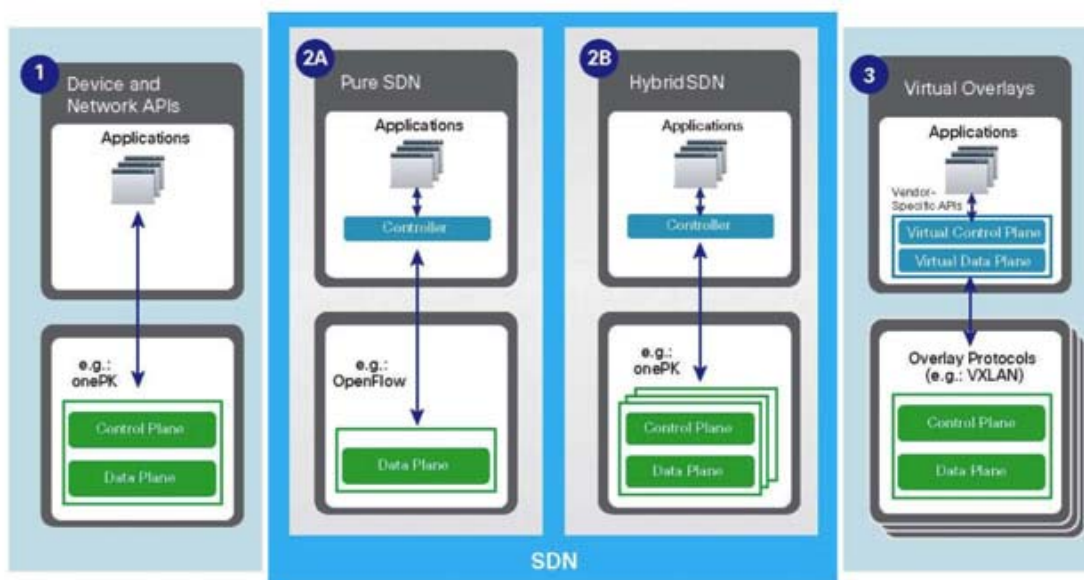 1
Device and
Network APIs
Applications
e.g.:
onePK
Control Plane
Data Plane
2A
Pure SDN
Applications
Controller
e.g.:
OpenFlow
Data Plane
2B
Hybrid SDN
Applications
Controller
e.g.:
onePK
Control Plane
Data Plane
3
Virtual Overlays
Applications
Vendor-
Specific APIs
Virtual Control Plane
Virtual Data Plane
Overlay Protocols
(e.g.: VXLAN)
Control Plane
Data Plane
SDN